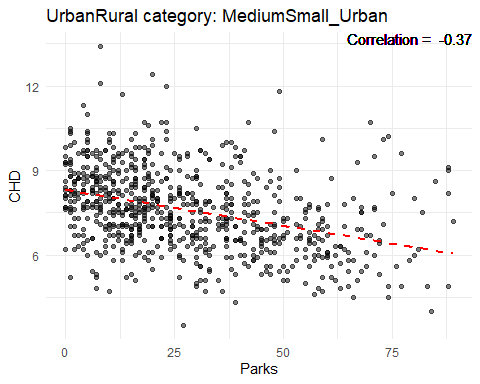 UrbanRural category: MediumSmall_Urban
Correlation = -0.37
12
9
6
CHD
0 25 50 75
Parks